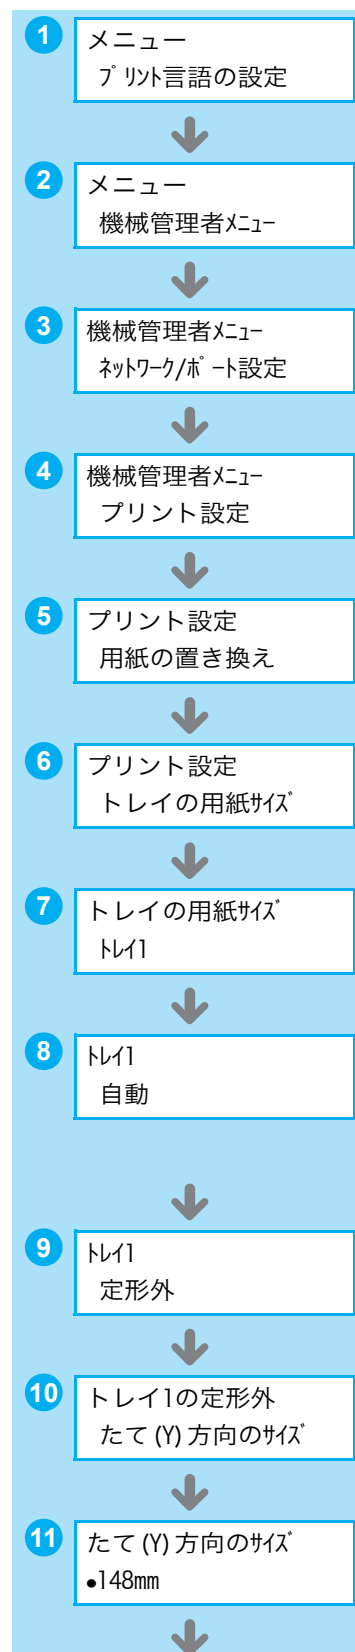 1
メニュー
ﾌﾟﾘﾝﾄ言語の設定
2
メニュー
機械管理者ﾒﾆｭｰ
3
機械管理者ﾒﾆｭｰ
ﾈｯﾄﾜｰｸ/ﾎﾟｰﾄ設定
4
機械管理者ﾒﾆｭｰ
プリント設定
5
プリント設定
用紙の置き換え
6
プリント設定
トレイの用紙ｻｲｽﾞ
7
トレイの用紙ｻｲｽﾞ
ﾄﾚｲ1
8
ﾄﾚｲ1
自動
9
ﾄﾚｲ1
定形外
10
トレイ1の定形外
たて(Y)方向のｻｲｽﾞ
11
たて(Y)方向のｻｲｽﾞ
●148mm